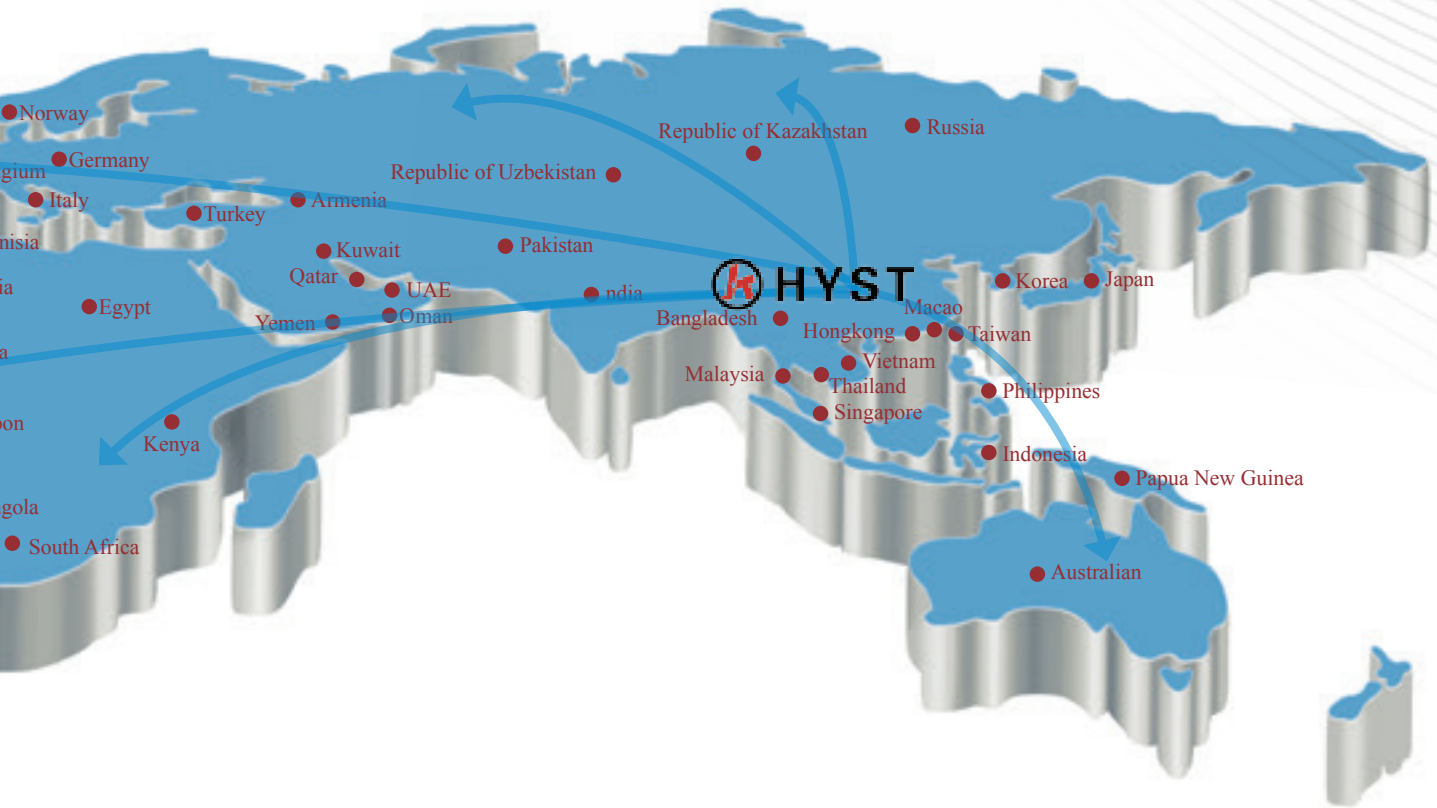 Norway
Republic of Kazakhstan
Russia
Germany
gium
Republic of Uzbekistan
Italy
Armenia
Turkey
nisia
Kuwait
Pakistan
Qatar
UAE
HYST
Korea
Japan
ia
ndia
Egypt
Yemen
Oman
Bangladesh
Macao
Hongkong
Taiwan
a
Vietnam
Malaysia
Thailand
Philippines
Singapore
on
Kenya
Indonesia
Papua New Guinea
gola
South Africa
Australian